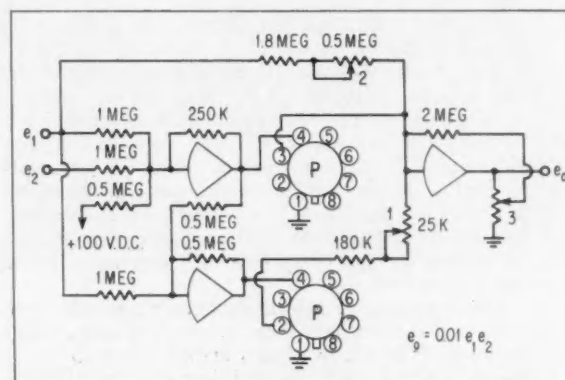 1.8 MEG 0.5 MEG
2
1 MEG 250 K 2 MEG
e1
4 5
3 P 6
2 7
1 8
1 MEG
e2
eo
0.5 MEG
+100 V.D.C.
0.5 MEG
0.5 MEG
1 25 K
3
180 K
1 MEG
4 5
3 P 6
2 7
1 8
eo = 0.01 e1e2